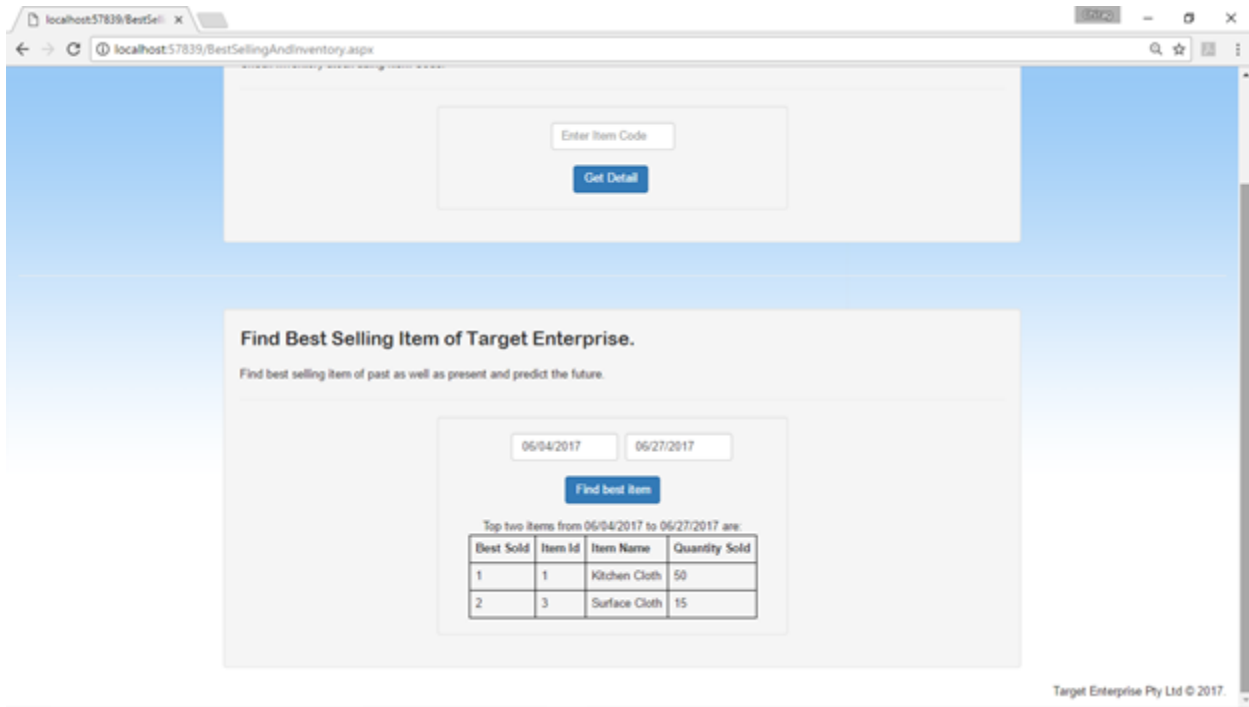 localhost:57839/BestSelli
localhost:57839/BestSellingAndInventory.aspx
Enter Item Code
Get Detail
Find Best Selling Item of Target Enterprise.
Find best selling item of past as well as present and predict the future.
06/04/2017 06/27/2017
Find best item
Top two items from 06/04/2017 to 06/27/2017 are:
Best Sold Item Id Item Name Quantity Sold
1 1 Kitchen Cloth 50
2 3 Surface Cloth 15
Target Enterprise Pty Ltd © 2017.